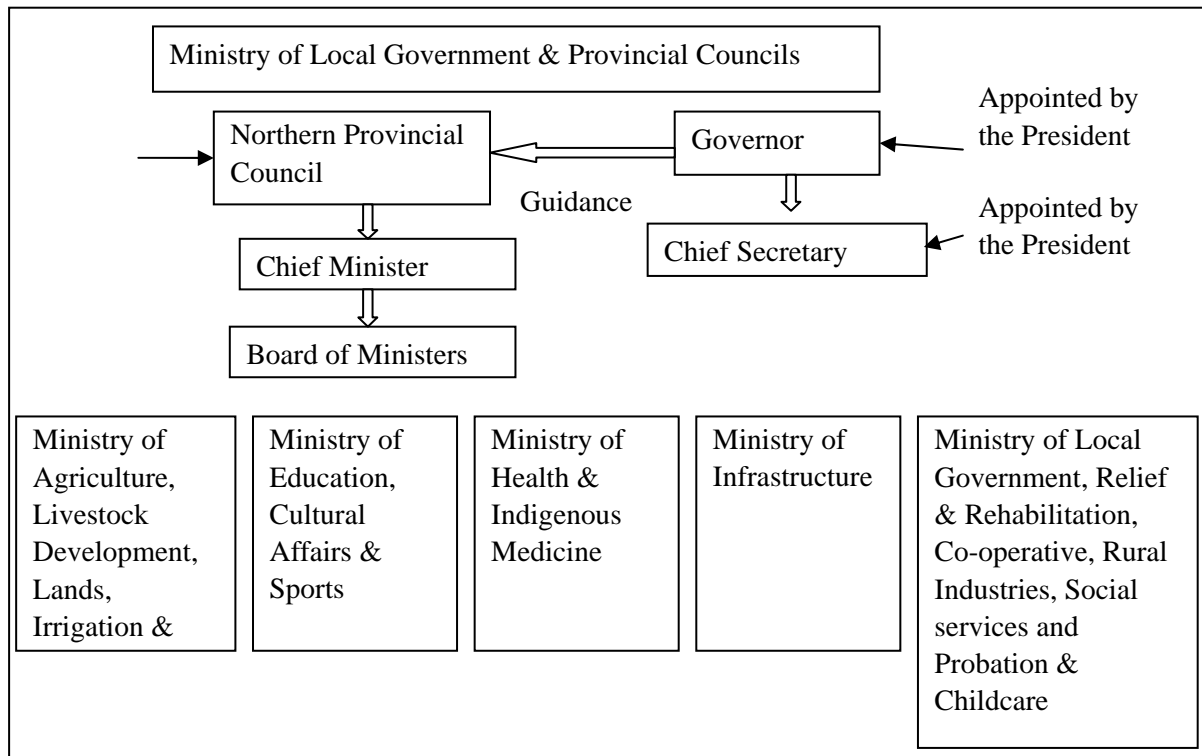 Ministry of Local Government & Provincial Councils
Appointed by
the President
Northern Provincial
Council
Governor
Guidance
Appointed by
the President
Chief Minister
Chief Secretary
Board of Ministers
Ministry of
Agriculture,
Livestock
Development,
Lands,
Irrigation &
Ministry of
Education,
Cultural
Affairs &
Sports
Ministry of
Health &
Indigenous
Medicine
Ministry of
Infrastructure
Ministry of Local
Government, Relief
& Rehabilitation,
Co-operative, Rural
Industries, Social
services and
Probation &
Childcare